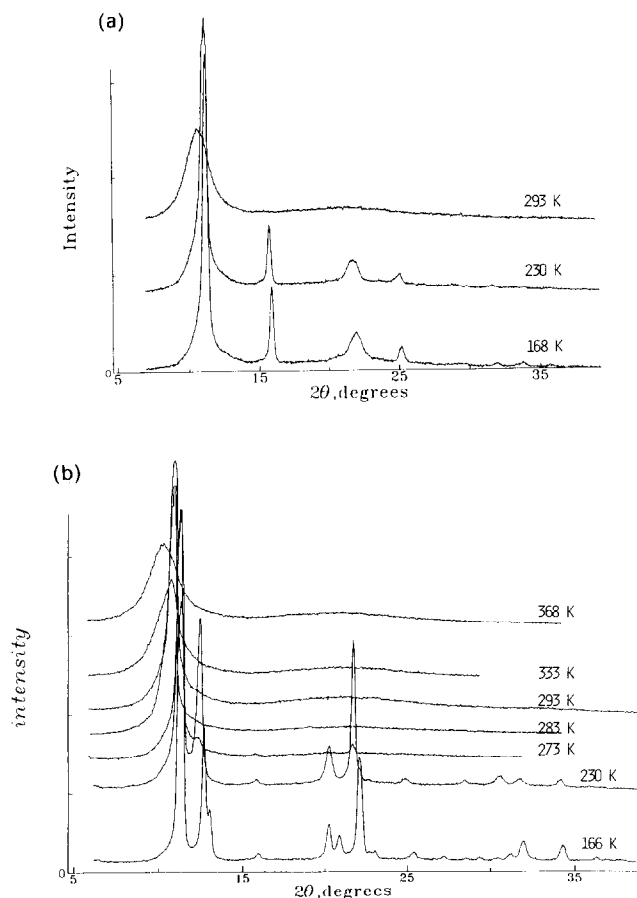 (a)
Intensity
293 K
230 K
168 K
5
15
25
35
2θ,degrees
(b)
intensity
368 K
333 K
293 K
283 K
273 K
230 K
166 K
0
5
15
25
35
2θ,degrees